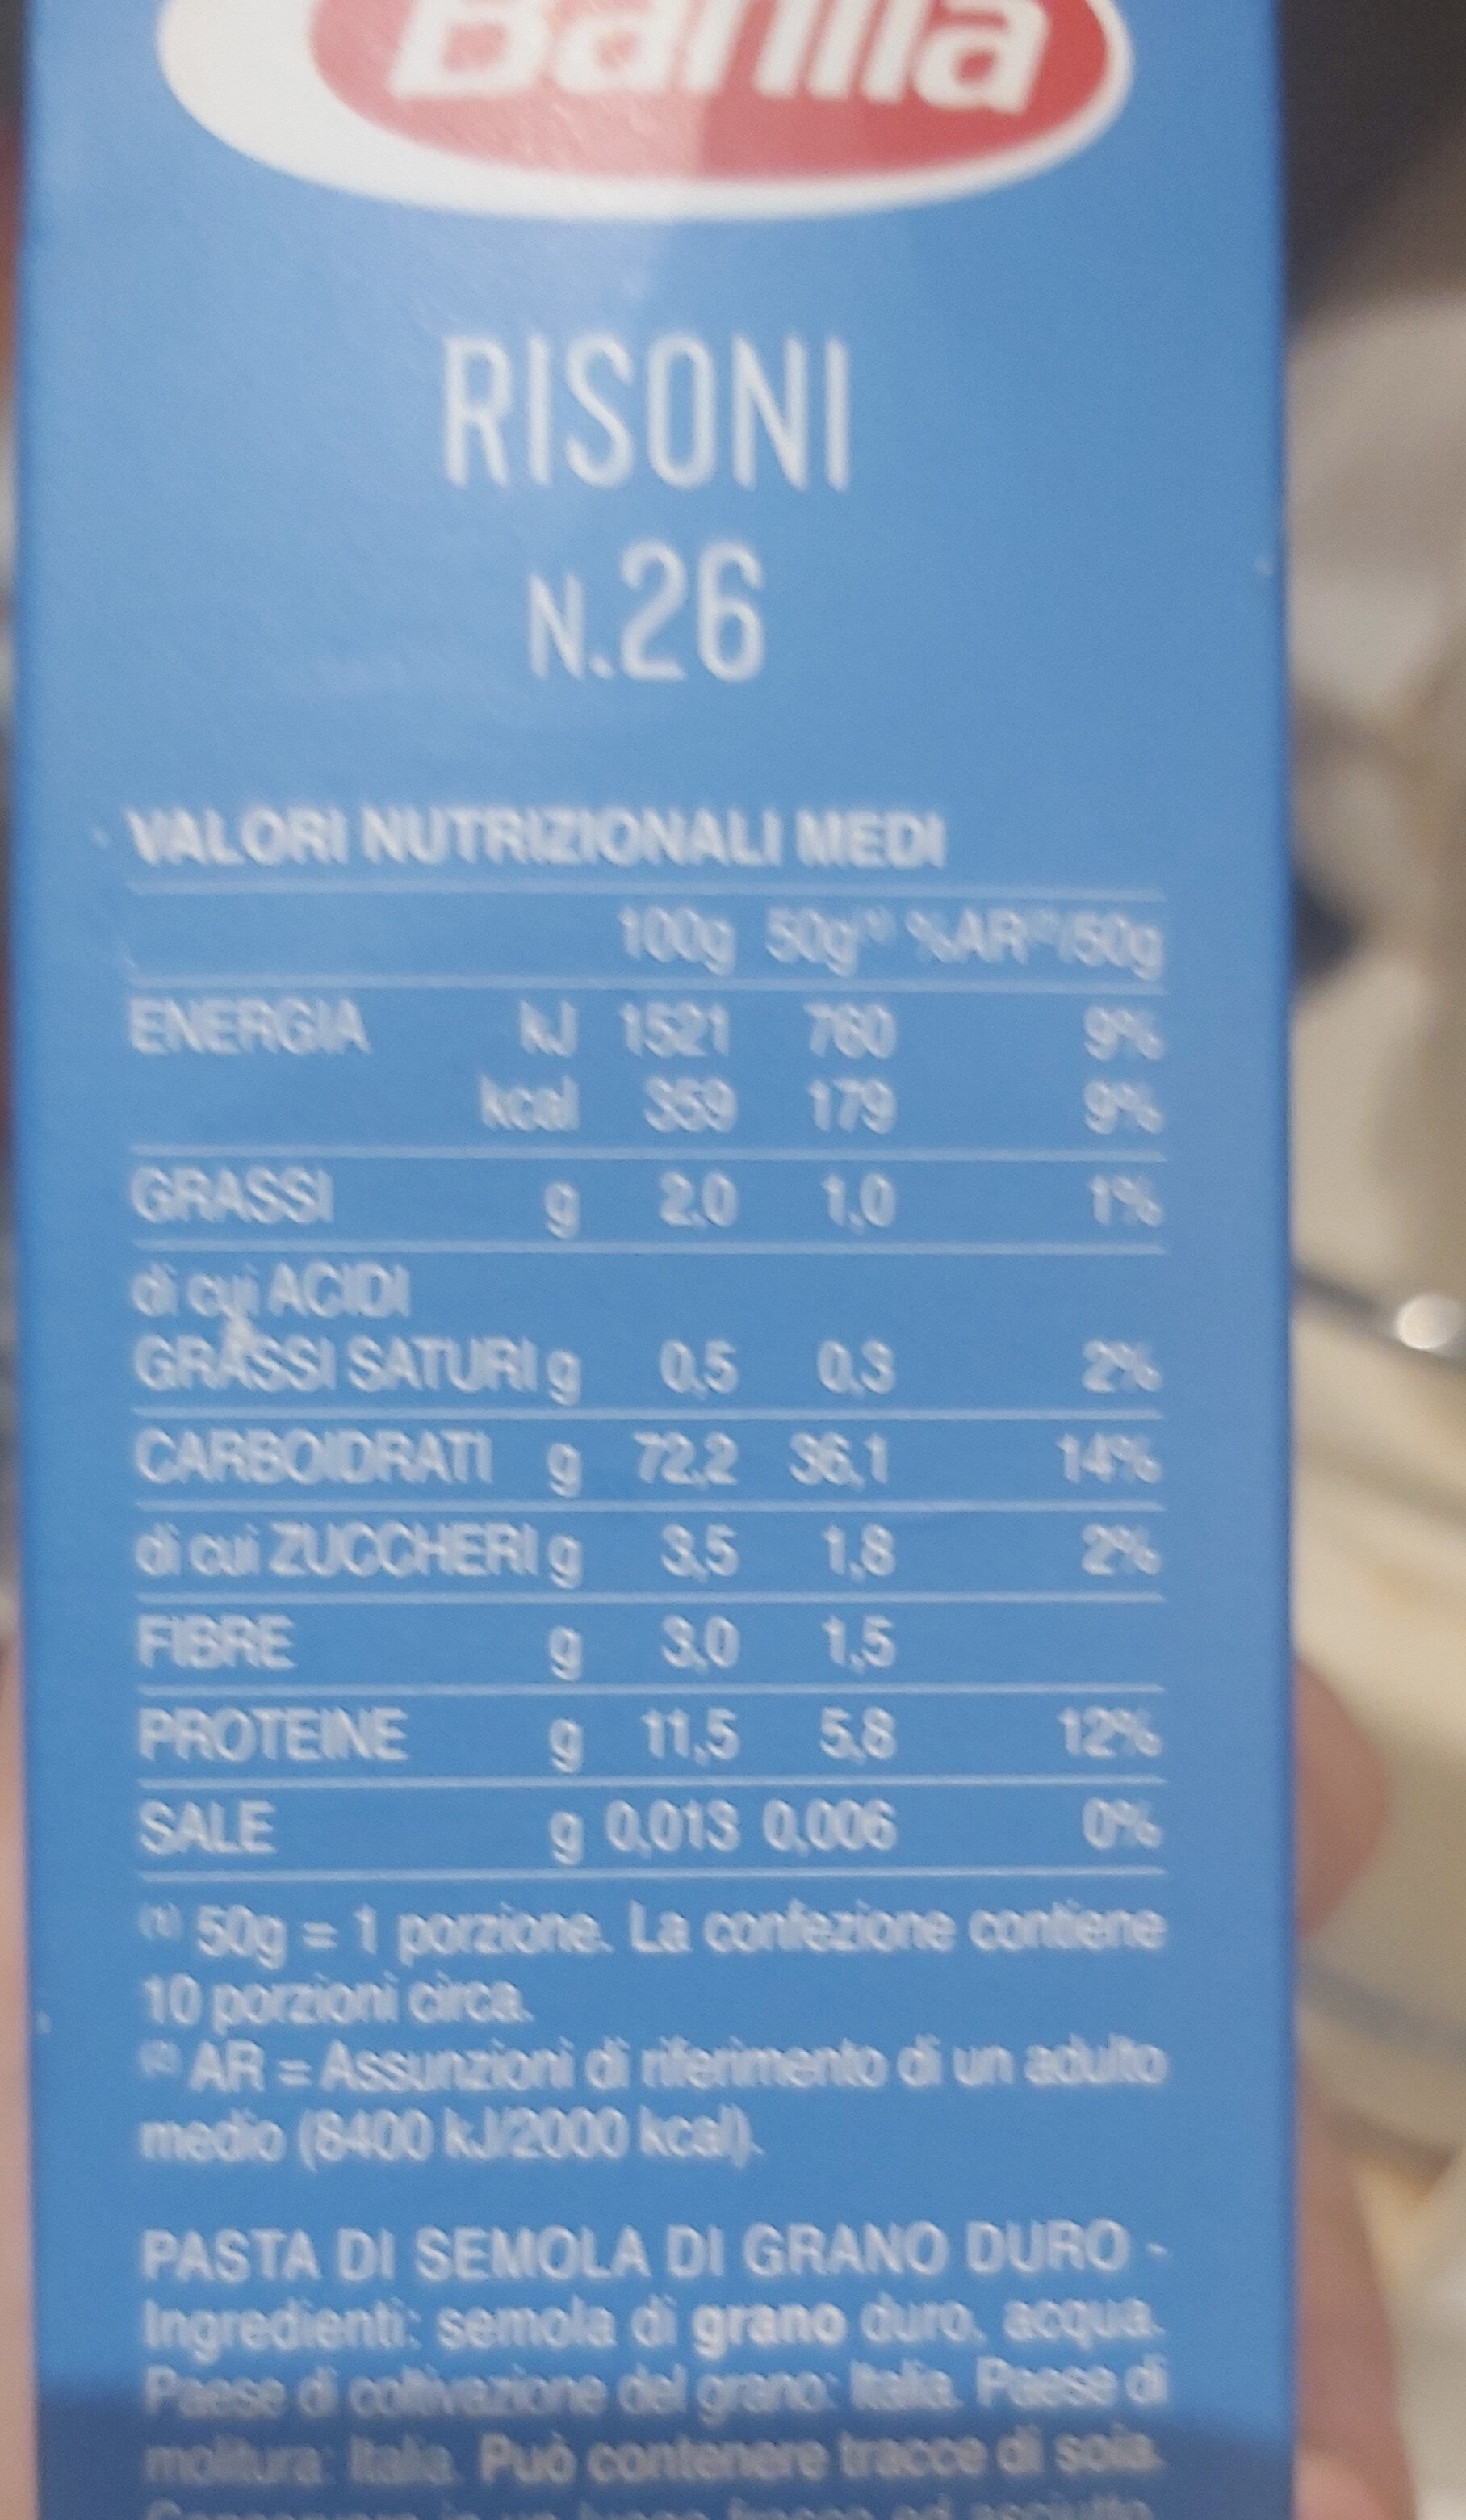 Barilla
RISONI
N.26
VALORI NUTRIZIONALI MEDI
100g 50g⁽¹⁾ %AR⁽²⁾/50g
ENERGIA kJ 1521 760 9%
kcal 359 179 9%
GRASSI g 2.0 1,0 1%
di cui ACIDI
GRASSI SATURI g 0,5 0,3 2%
CARBOIDRATI g 72,2 36,1 14%
di cui ZUCCHERI g 3,5 1,8 2%
FIBRE g 3,0 1,5
PROTEINE g 11,5 5,8 12%
SALE g 0,013 0,006 0%
⁽¹⁾ 50g = 1 porzione. La confezione contiene
10 porzioni circa.
⁽²⁾ AR = Assunzioni di riferimento di un adulto
medio (8400 kJ/2000 kcal).
PASTA DI SEMOLA DI GRANO DURO -
Ingredienti: semola di grano duro, acqua.
Paese di coltivazione del grano: Italia. Paese di
molitura: Italia. Può contenere tracce di soia.